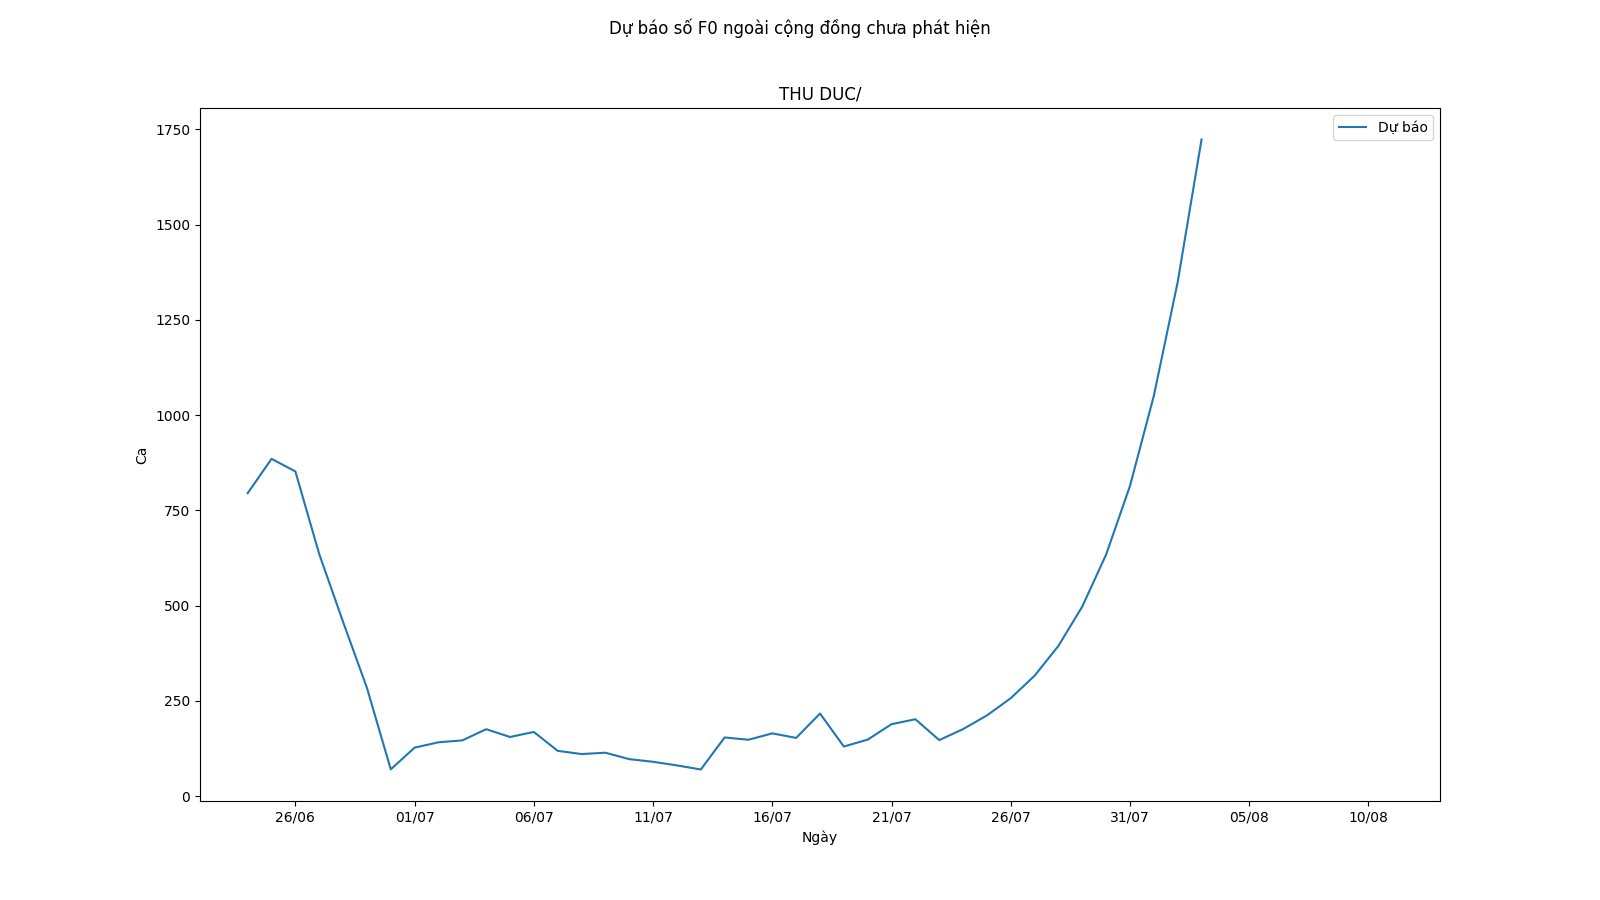 Dự báo số F0 ngoài cộng đồng chưa phát hiện
THU DUC/
Dự báo
1750
1500
1250
1000
750
500
250
0
Ca
26/06 01/07 06/07 11/07 16/07 21/07 26/07 31/07 05/08 10/08
Ngày